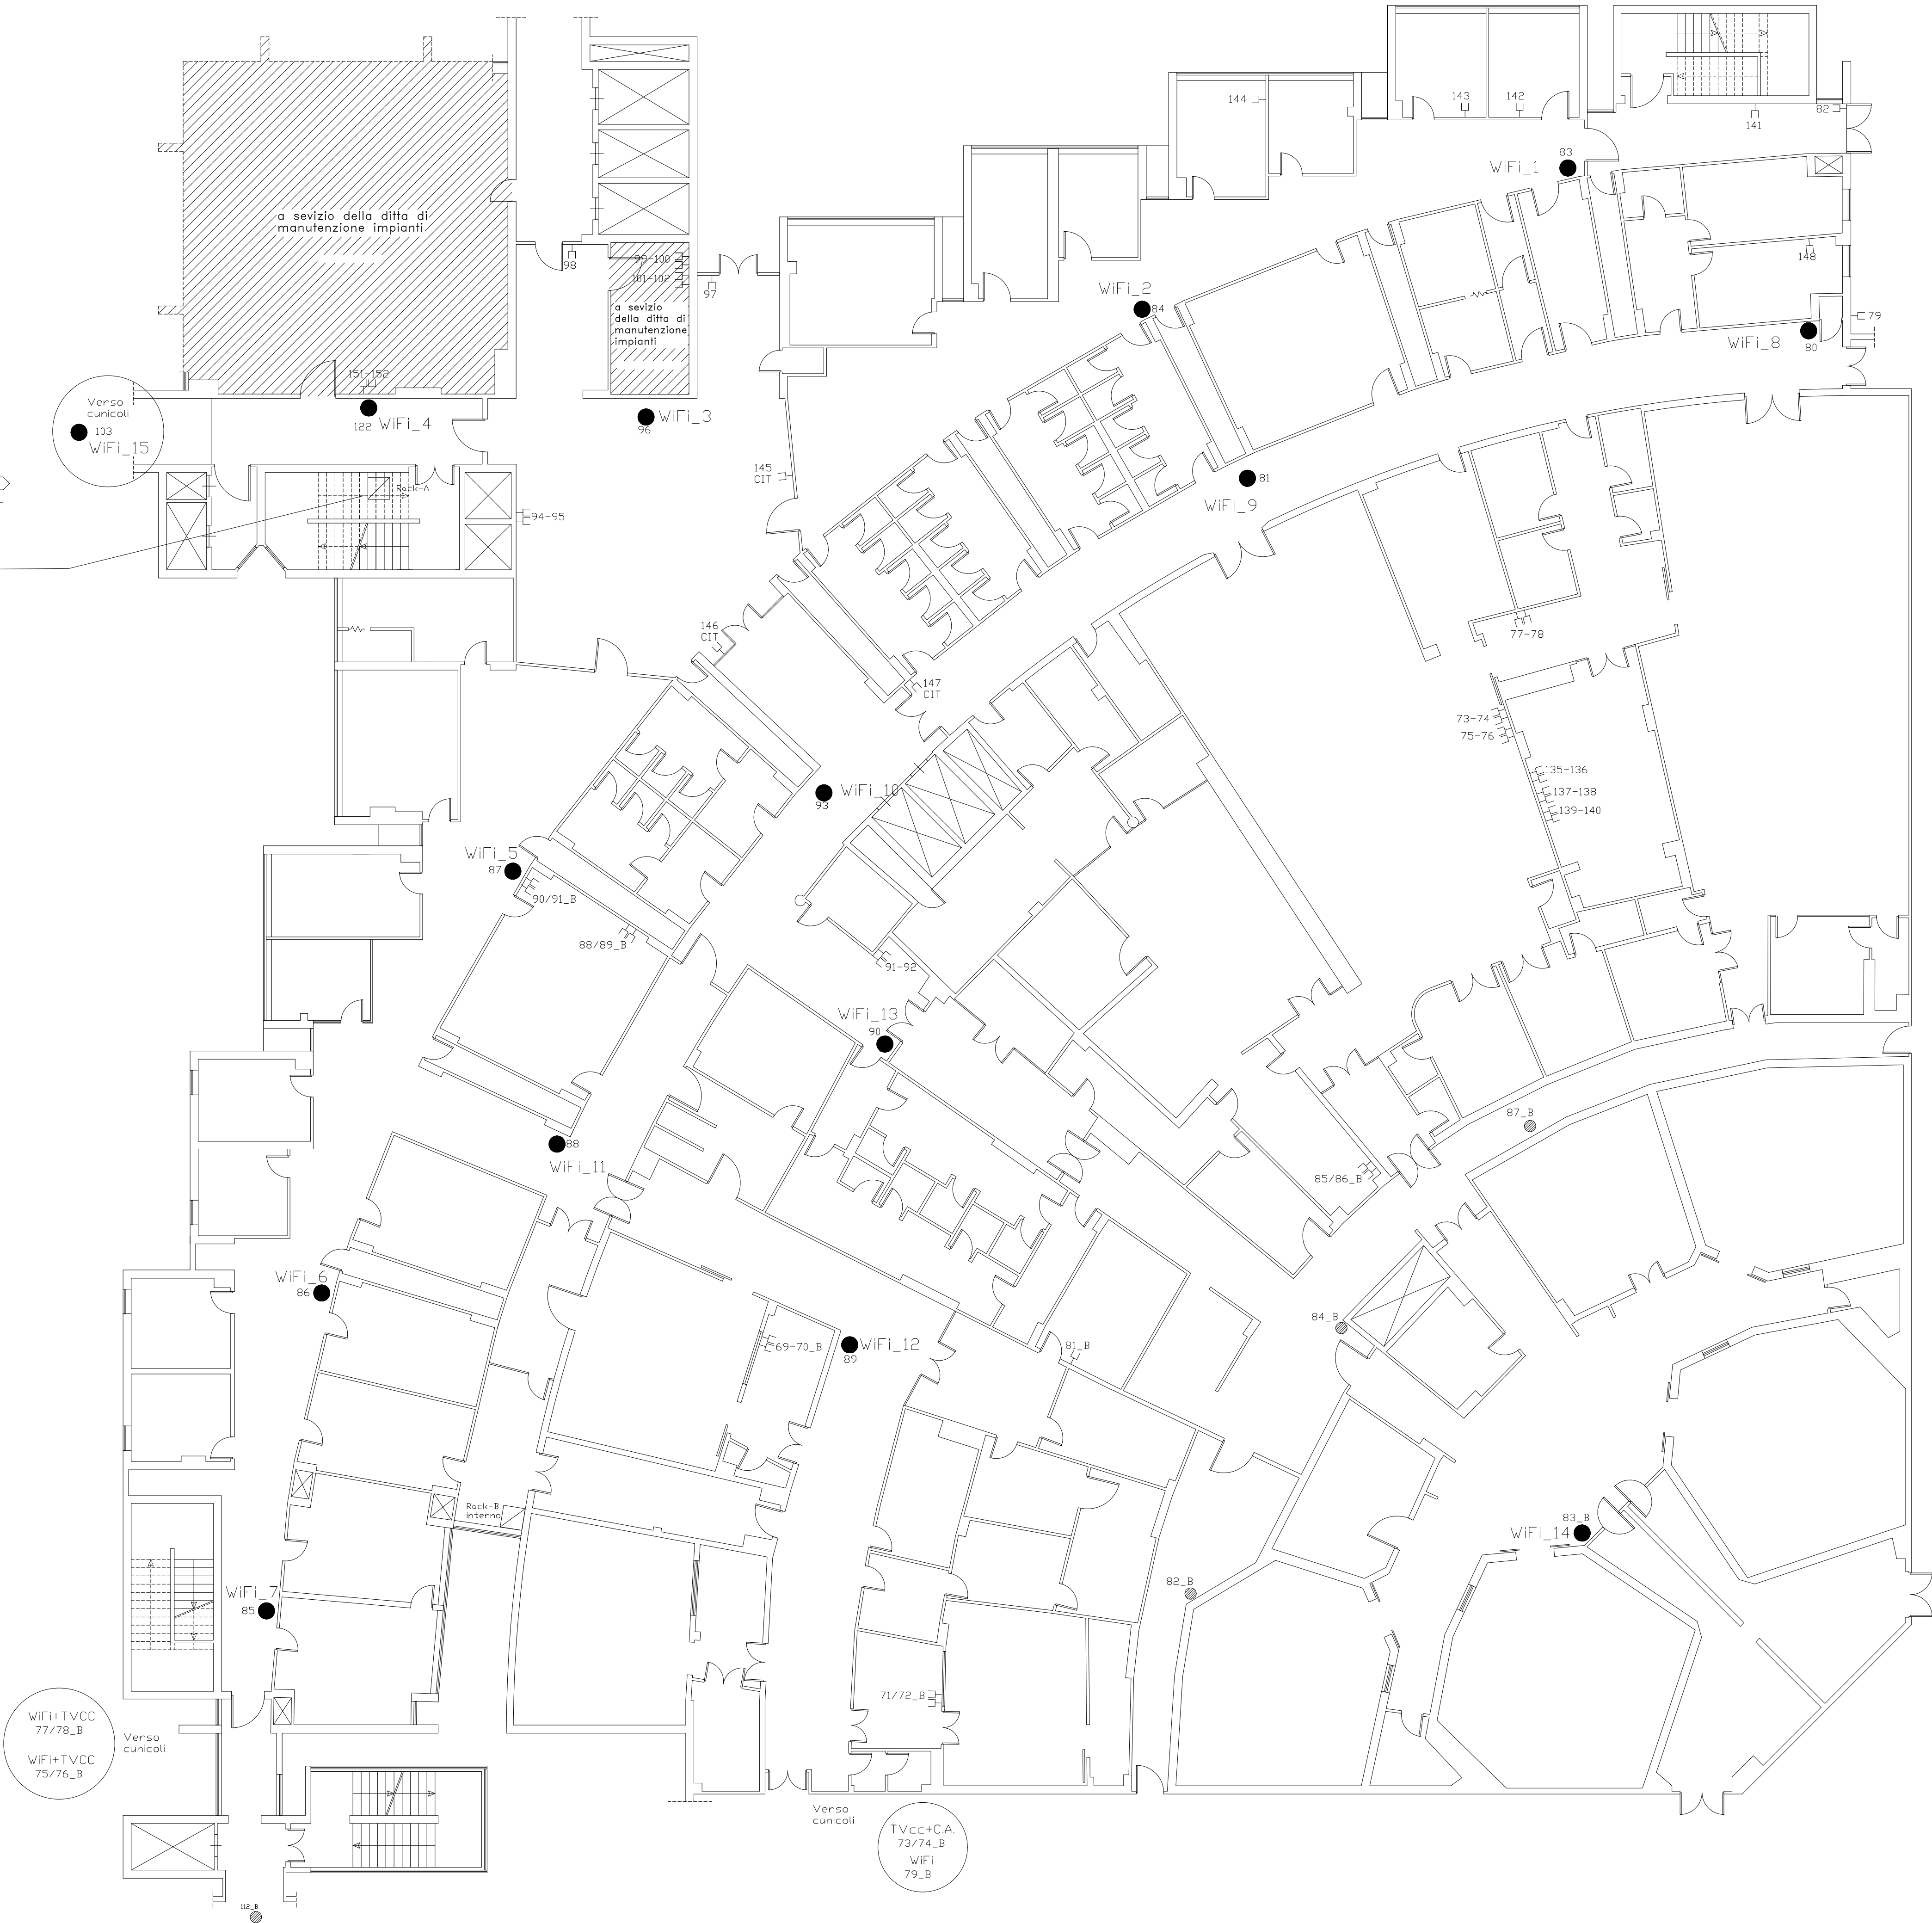 143
142
144
82
141
83
WiFi_1
a sevizio della ditta di
manutenzione impianti
98
99-100
101-102
97
148
a sevizio
della ditta di
manutenzione
impianti
WiFi_2
84
79
WiFi_8
80
151-152
Verso
cunicoli
103
WiFi_15
122
WiFi_4
WiFi_3
96
145
CIT
81
WiFi_9
Rack-A
94-95
146
CIT
77-78
147
CIT
73-74
75-76
135-136
137-138
139-140
WiFi_10
93
WiFi_5
87
90/91_B
88/89_B
91-92
WiFi_13
90
87_B
88
WiFi_11
85/86_B
WiFi_6
86
84_B
69-70_B
WiFi_12
89
81_B
Rack-B
interno
83_B
WiFi_14
WiFi_7
85
82_B
71/72_B
WiFi+TVCC
77/78_B
WiFi+TVCC
75/76_B
Verso
cunicoli
Verso
cunicoli
TVcc+C.A.
73/74_B
WiFi
79_B
112_B